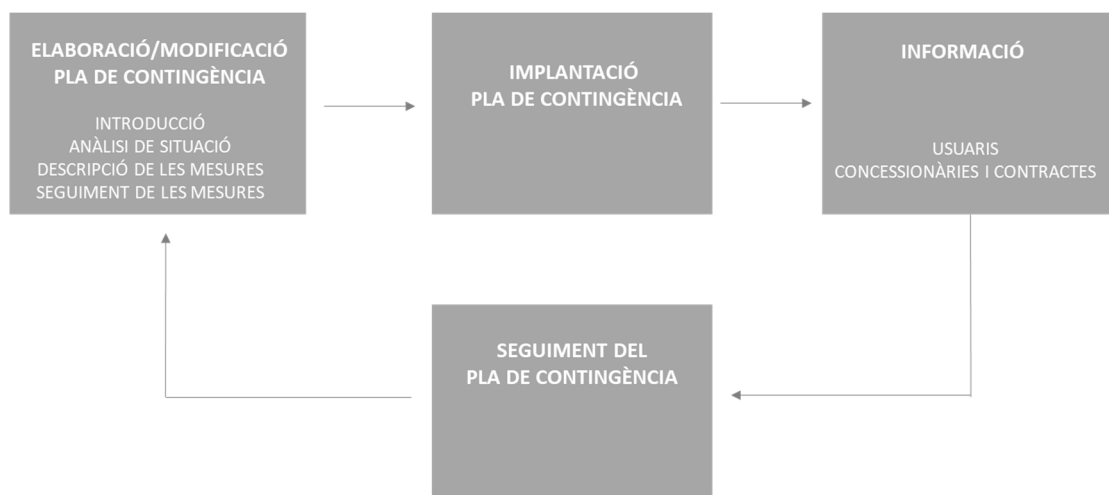 ELABORACIÓ/MODIFICACIÓ
PLA DE CONTINGÈNCIA
INTRODUCCIÓ
ANÀLISI DE SITUACIÓ
DESCRIPCIÓ DE LES MESURES
SEGUIMENT DE LES MESURES
IMPLANTACIÓ
PLA DE CONTINGÈNCIA
INFORMACIÓ
USUARIS
CONCESSIONÀRIES I CONTRACTES
SEGUIMENT DEL
PLA DE CONTINGÈNCIA